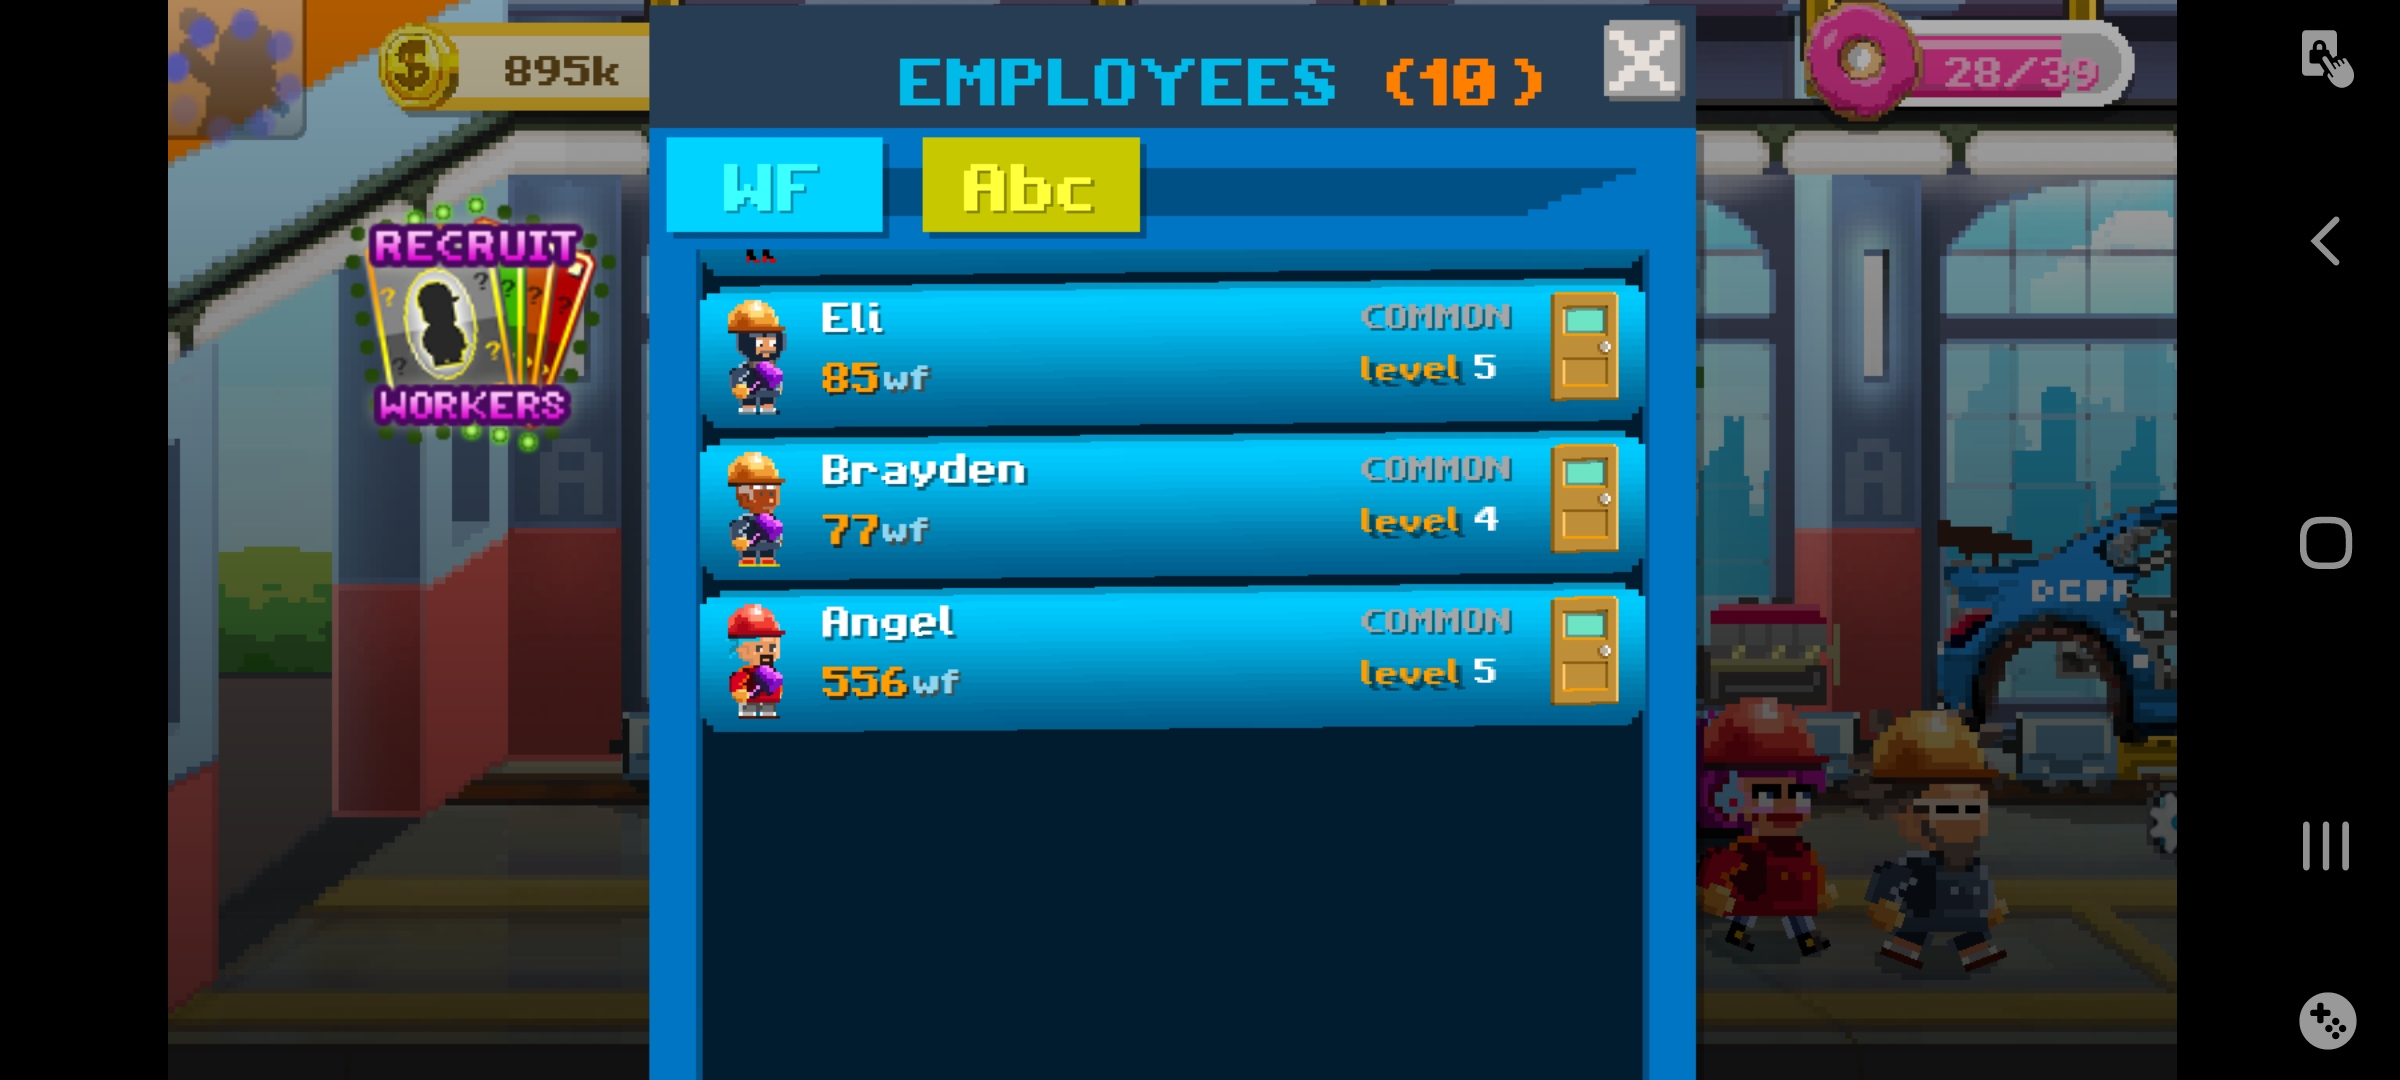 895k
EMPLOYEES (10)
28/39
WF
Abc
RECRUIT
WORKERS
Eli
COMMON
85wf
level 5
Brayden
COMMON
77wf
level 4
Angel
COMMON
556wf
level 5
A
A